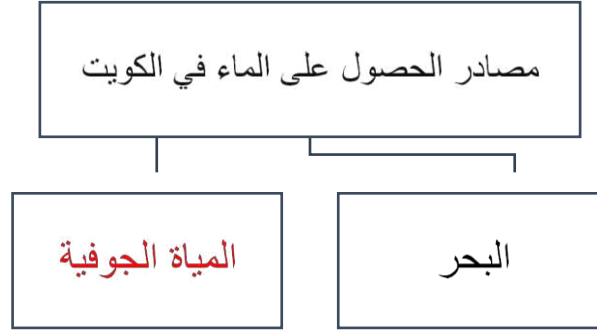 مصادر الحصول على الماء في الكويت
البحر
المياة الجوفية